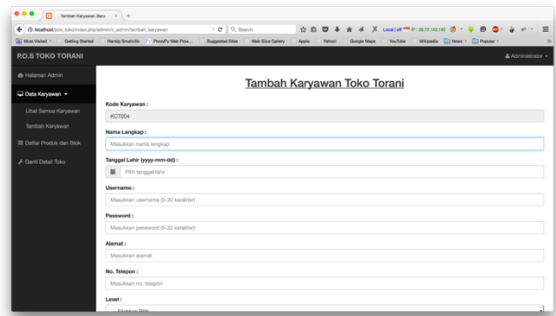 Tambah Karyawan Baru
localhost/pos_toko/index.php/admin/c_admin/tambah_karyawan
Search
Most Visited
Getting Started
Suggested Sites
Web Slice Gallery
Apple
Yahoo!
Google Maps
YouTube
Wikipedia
News
Popular
P.O.S TOKO TORANI
Administrator
Halaman Admin
Data Karyawan
Lihat Semua Karyawan
Tambah Karyawan
Daftar Produk dan Stok
Ganti Detail Toko
Tambah Karyawan Toko Torani
Kode Karyawan :
KCT004
Nama Lengkap :
Masukkan nama lengkap
Tanggal Lahir (yyyy-mm-dd) :
Pilih tanggal lahir
Username :
Masukkan username (5-30 karakter)
Password :
Masukkan password (5-32 karakter)
Alamat :
Masukkan alamat
No. Telepon :
Masukkan no. telepon
Level :